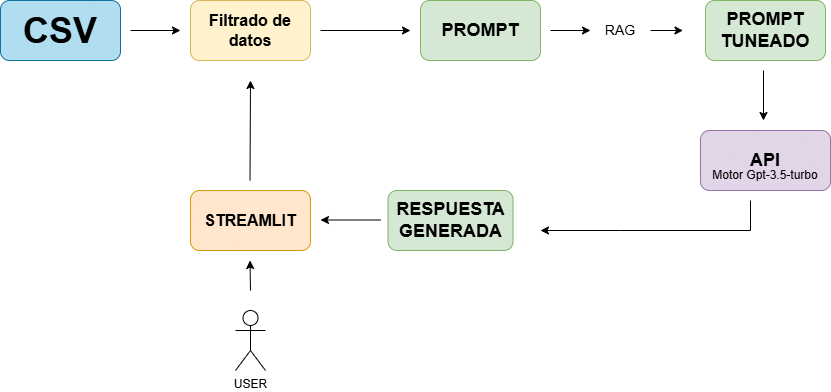 CSV
Filtrado de
datos
PROMPT
RAG
PROMPT
TUNEADO
API
Motor Gpt-3.5-turbo
STREAMLIT
RESPUESTA
GENERADA
USER